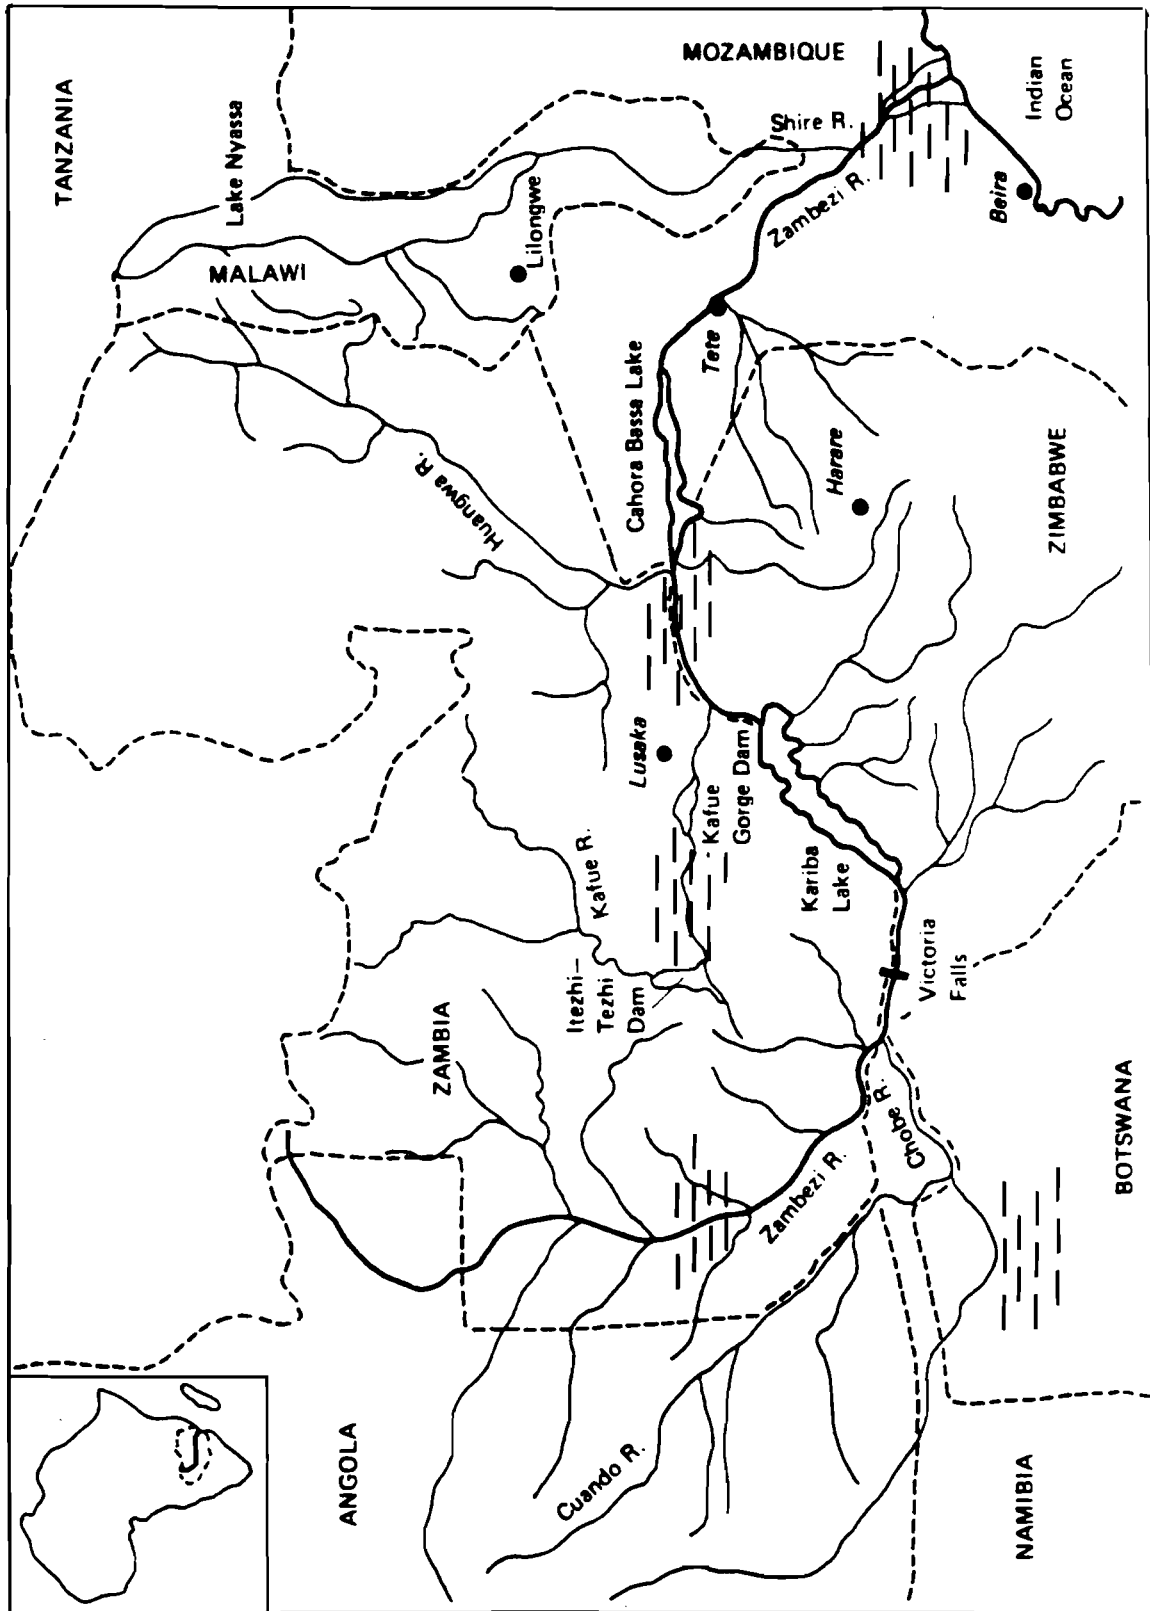 TANZANIA
Lake Nyassa
MALAWI
Lilongwe
MOZAMBIQUE
Shire R.
Zambezi R.
Indian
Ocean
Beira
Tete
Cahora Bassa Lake
Huangwa R.
Harare
ZIMBABWE
Lusaka
Kafue
Gorge Dam
Kariba
Lake
Kafue R.
Itezhi-
Tezhi
Dam
Victoria
Falls
ZAMBIA
Zambezi R.
Chobe R.
BOTSWANA
ANGOLA
Cuando R.
NAMIBIA